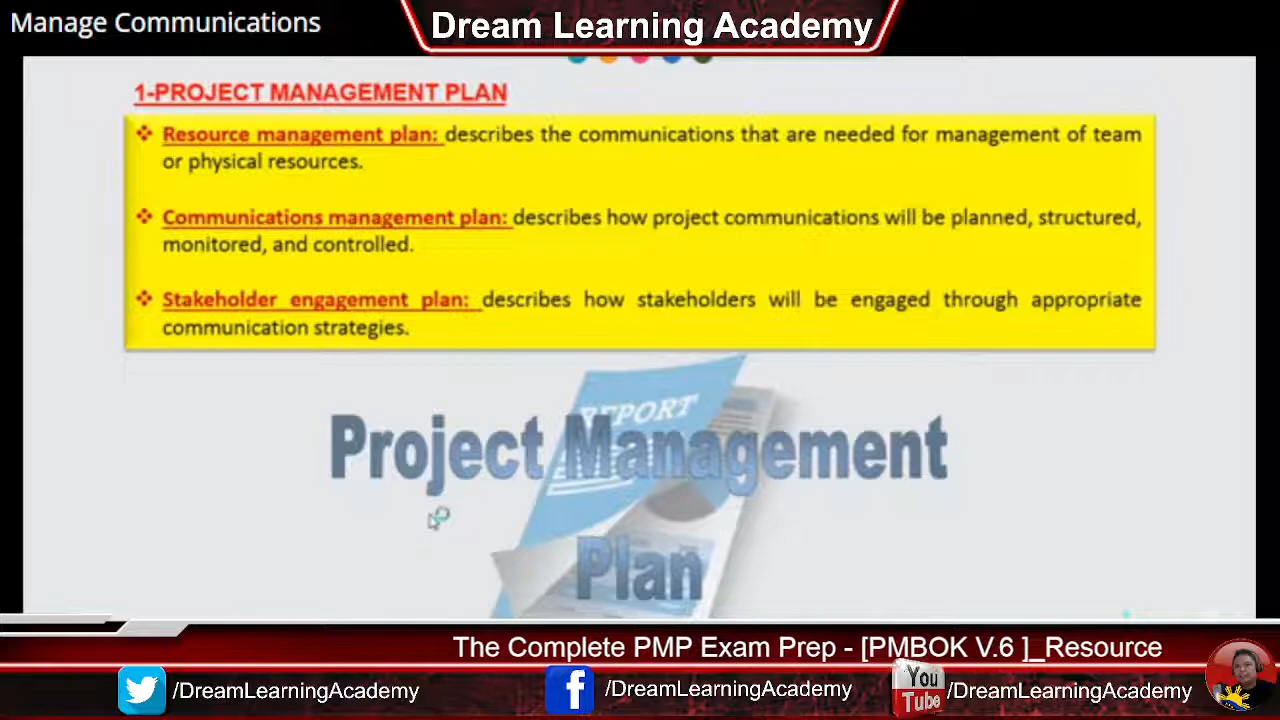 Manage Communications
Dream Learning Academy
1-PROJECT MANAGEMENT PLAN
❖ Resource management plan: describes the communications that are needed for management of team
or physical resources.
❖ Communications management plan: describes how project communications will be planned, structured,
monitored, and controlled.
❖ Stakeholder engagement plan: describes how stakeholders will be engaged through appropriate
communication strategies.
REPORT
Project Management
Plan
The Complete PMP Exam Prep - [PMBOK V.6 ]_Resource
/DreamLearningAcademy
/DreamLearningAcademy
You
Tube
/DreamLearningAcademy